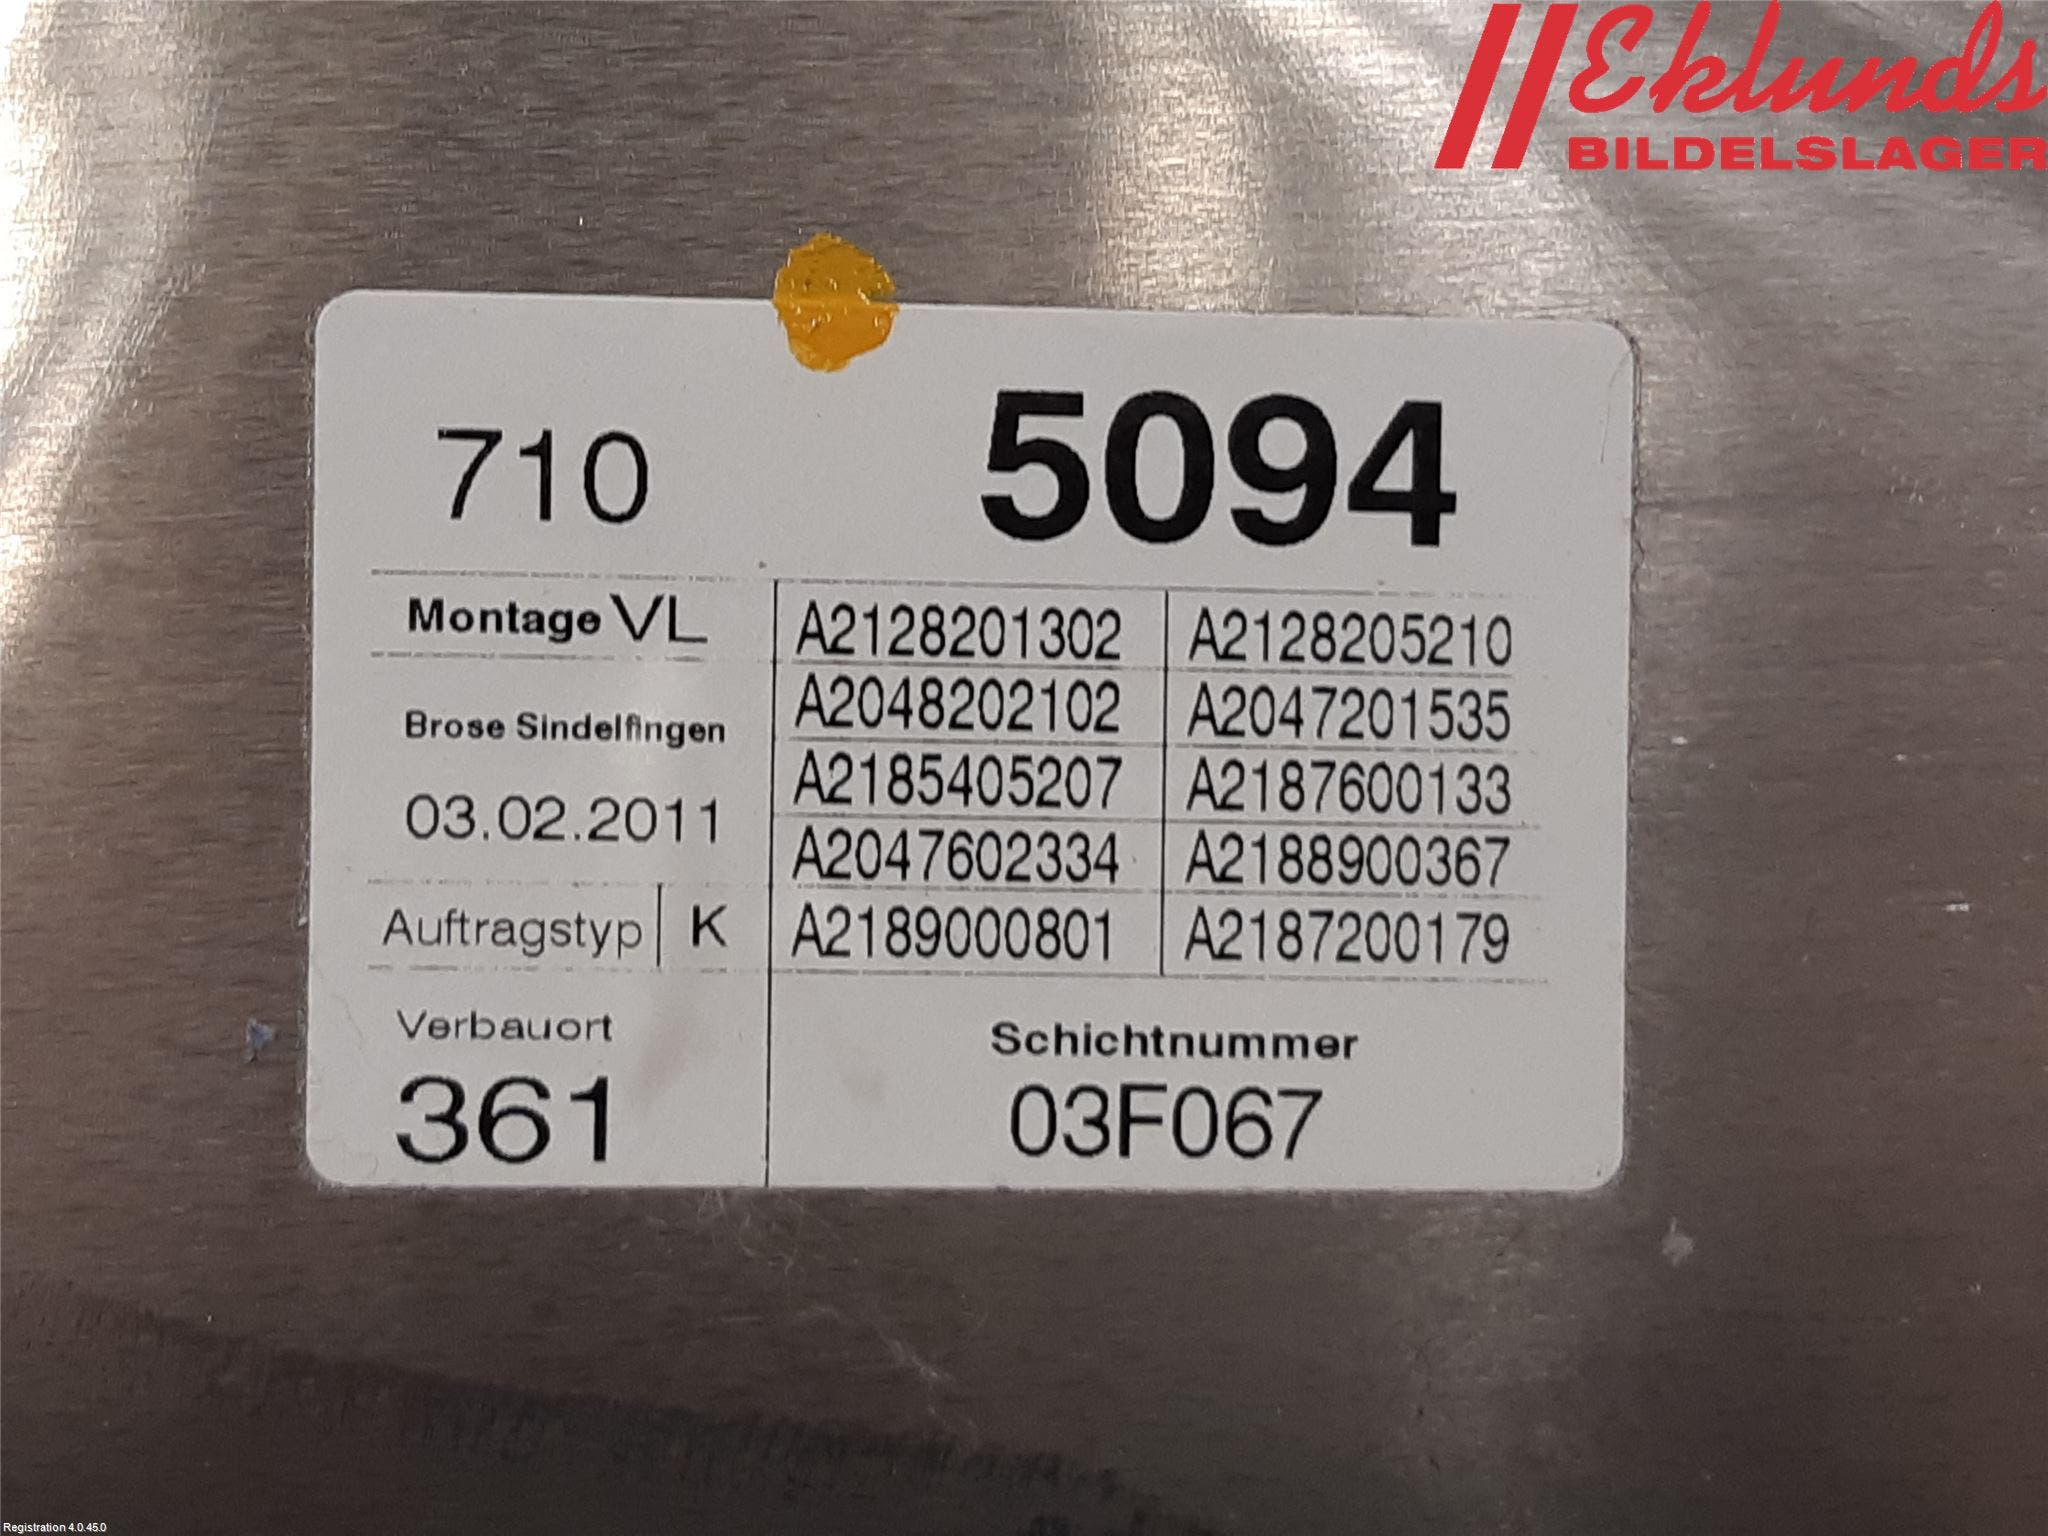 Eklunds
BILDELSLAGER
710 5094
Montage VL
Brose Sindelfingen
03.02.2011
Auftragstyp K
Verbauort
361
A2128201302 A2128205210
A2048202102 A2047201535
A2185405207 A2187600133
A2047602334 A2188900367
A2189000801 A2187200179
Schichtnummer
03F067
Registration 4.0.45.0